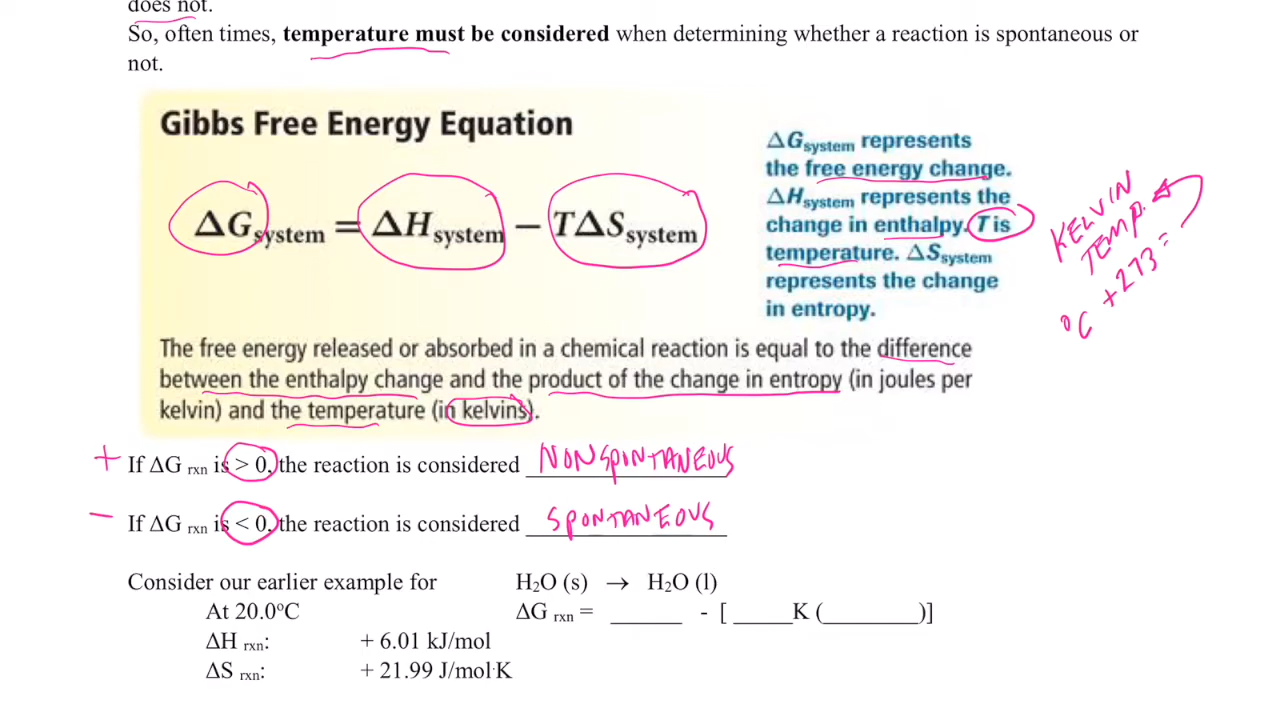 does not.
So, often times, temperature must be considered when determining whether a reaction is spontaneous or
not.
Gibbs Free Energy Equation
ΔGsystem = ΔHsystem − TΔSsystem
ΔGsystem represents
the free energy change.
ΔHsystem represents the
change in enthalpy. T is
temperature. ΔSsystem
represents the change
in entropy.
KELVIN
TEMP.
°C +273 =
The free energy released or absorbed in a chemical reaction is equal to the difference
between the enthalpy change and the product of the change in entropy (in joules per
kelvin) and the temperature (in kelvins).
+ If ΔG rxn is > 0, the reaction is considered NONSPONTANEOUS
− If ΔG rxn is < 0, the reaction is considered SPONTANEOUS
Consider our earlier example for H₂O (s) → H₂O (l)
At 20.0°C ΔG rxn = ______ - [ _____K (________)]
ΔH rxn: + 6.01 kJ/mol
ΔS rxn: + 21.99 J/mol·K